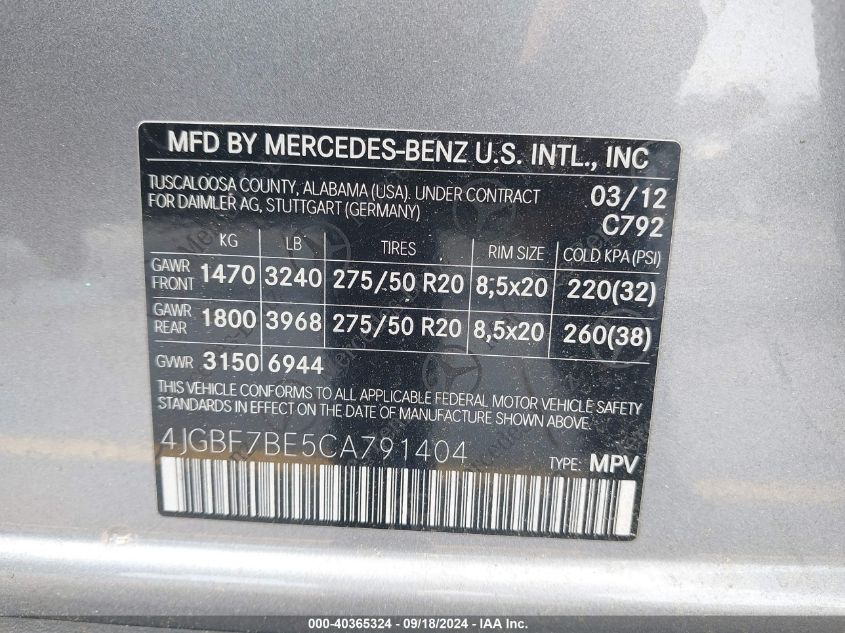 MFD BY MERCEDES-BENZ U.S. INTL., INC
TUSCALOOSA COUNTY, ALABAMA (USA). UNDER CONTRACT 03/12
FOR DAIMLER AG, STUTTGART (GERMANY) C792
KG LB TIRES RIM SIZE COLD KPA (PSI)
GAWR FRONT 1470 3240 275/50 R20 8,5x20 220(32)
GAWR REAR 1800 3968 275/50 R20 8,5x20 260(38)
GVWR 3150 6944
THIS VEHICLE CONFORMS TO ALL APPLICABLE FEDERAL MOTOR VEHICLE SAFETY
STANDARDS IN EFFECT ON THE DATE OF MANUFACTURE SHOWN ABOVE.
4JGBF7BE5CA791404 TYPE: MPV
000-40365324 - 09/18/2024 - IAA Inc.